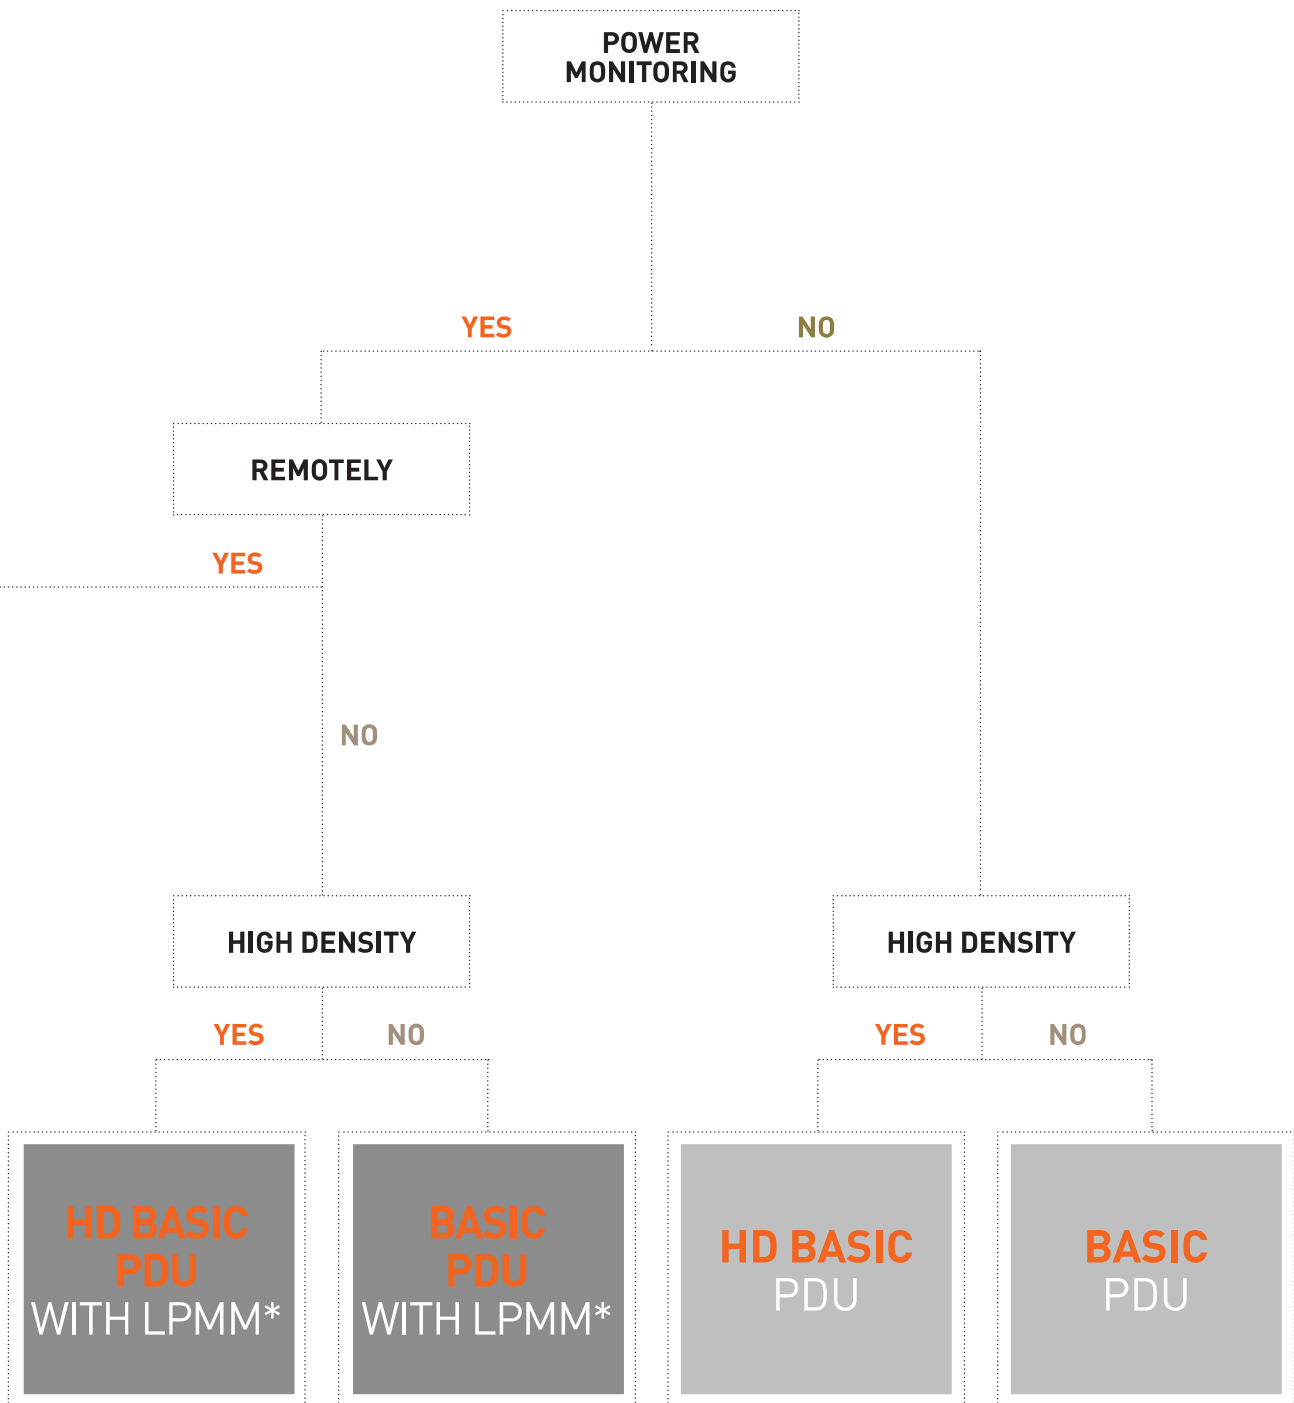 POWER
MONITORING
YES
NO
REMOTELY
YES
NO
HIGH DENSITY
HIGH DENSITY
YES
NO
YES
NO
HD BASIC
PDU
WITH LPMM*
BASIC
PDU
WITH LPMM*
HD BASIC
PDU
BASIC
PDU